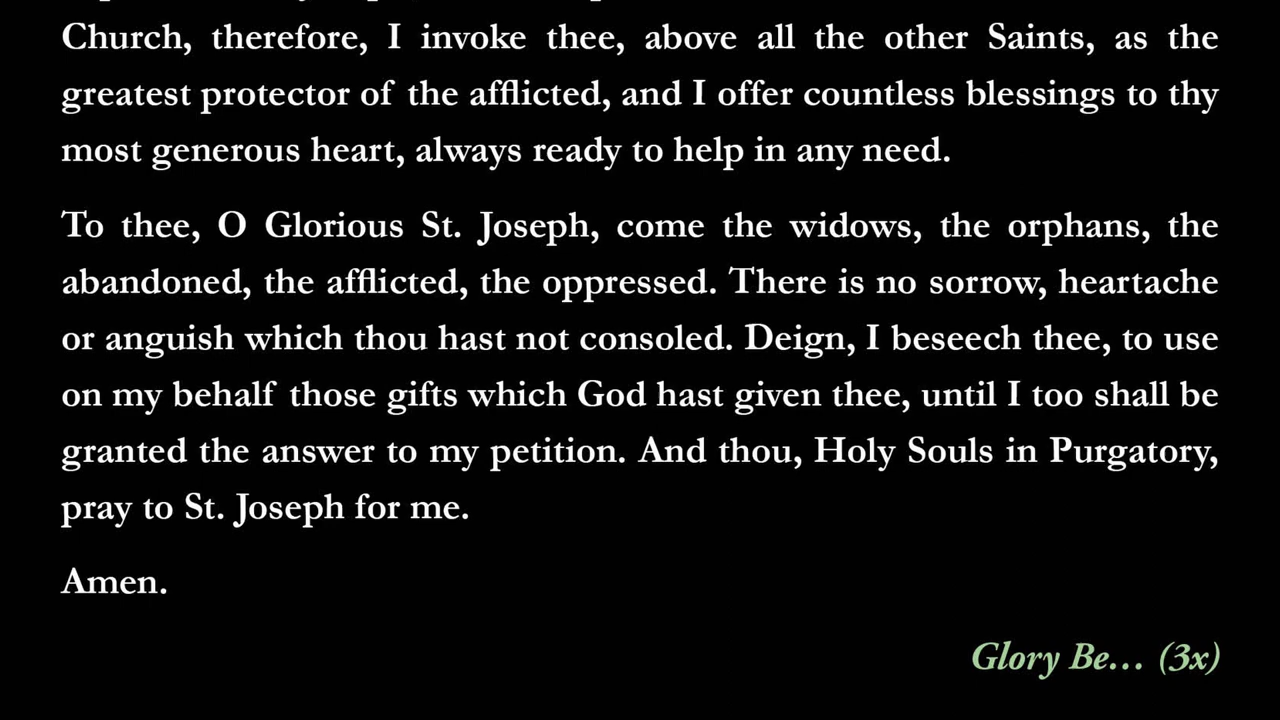 Church, therefore, I invoke thee, above all the other Saints, as the
greatest protector of the afflicted, and I offer countless blessings to thy
most generous heart, always ready to help in any need.
To thee, O Glorious St. Joseph, come the widows, the orphans, the
abandoned, the afflicted, the oppressed. There is no sorrow, heartache
or anguish which thou hast not consoled. Deign, I beseech thee, to use
on my behalf those gifts which God hast given thee, until I too shall be
granted the answer to my petition. And thou, Holy Souls in Purgatory,
pray to St. Joseph for me.
Amen.
Glory Be... (3x)